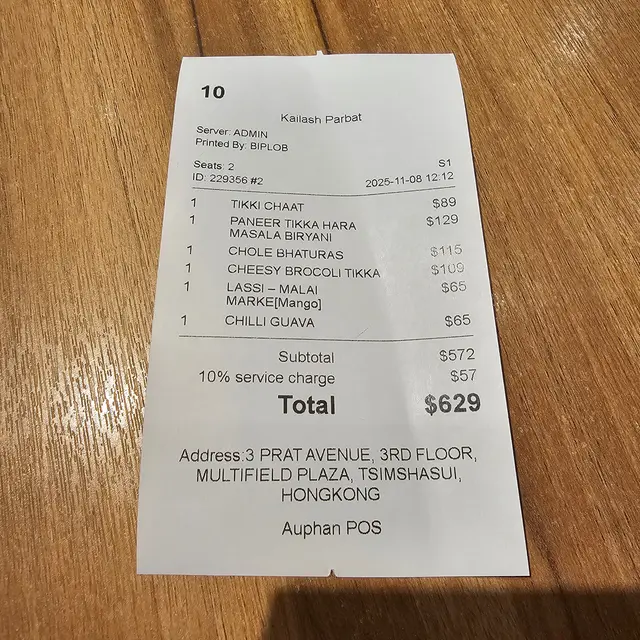 10
Kailash Parbat
Server: ADMIN
Printed By: BIPLOB
Seats: 2 S1
ID: 229356 #2 2025-11-08 12:12
1 TIKKI CHAAT $89
1 PANEER TIKKA HARA $129
MASALA BIRYANI
1 CHOLE BHATURAS $115
1 CHEESY BROCOLI TIKKA $109
1 LASSI – MALAI $65
MARKE[Mango]
1 CHILLI GUAVA $65
Subtotal $572
10% service charge $57
Total $629
Address:3 PRAT AVENUE, 3RD FLOOR,
MULTIFIELD PLAZA, TSIMSHASUI,
HONGKONG
Auphan POS